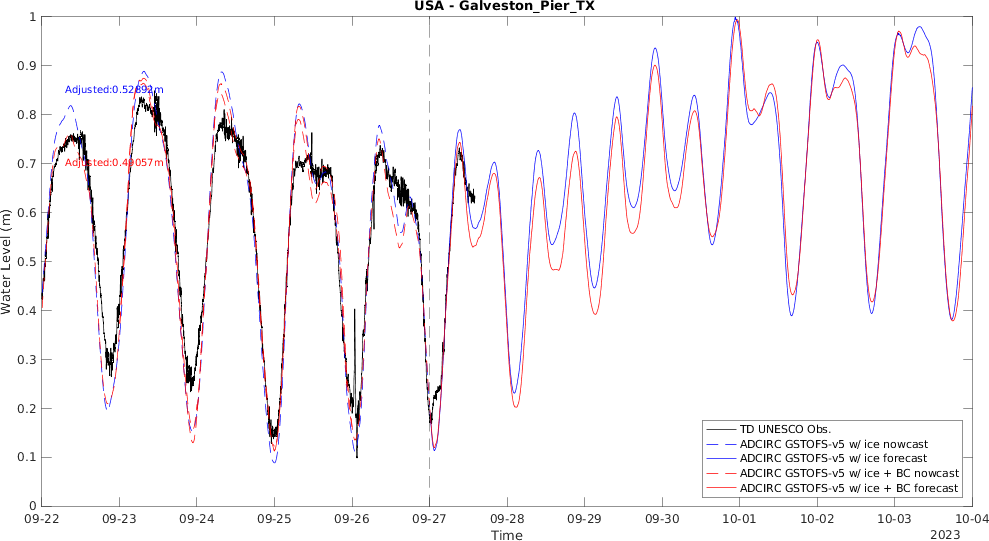 USA - Galveston_Pier_TX
1
0.9
0.8
0.7
0.6
0.5
0.4
0.3
0.2
0.1
0
Water Level (m)
Adjusted:0.52892m
Adjusted:0.49057m
TD UNESCO Obs.
ADCIRC GSTOFS-v5 w/ ice nowcast
ADCIRC GSTOFS-v5 w/ ice forecast
ADCIRC GSTOFS-v5 w/ ice + BC nowcast
ADCIRC GSTOFS-v5 w/ ice + BC forecast
09-22 09-23 09-24 09-25 09-26 09-27 09-28 09-29 09-30 10-01 10-02 10-03 10-04
Time
2023